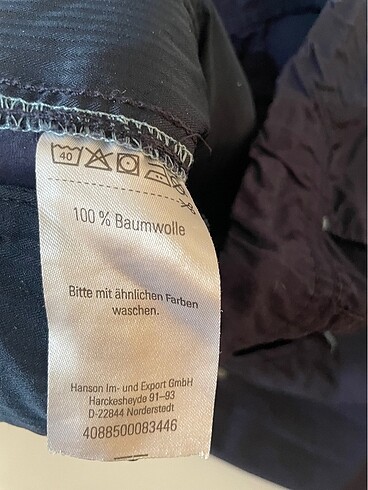 40
100 % Baumwolle
Bitte mit ähnlichen Farben
waschen.
Hanson Im- und Export GmbH
Harckesheyde 91–93
D-22844 Norderstedt
4088500083446